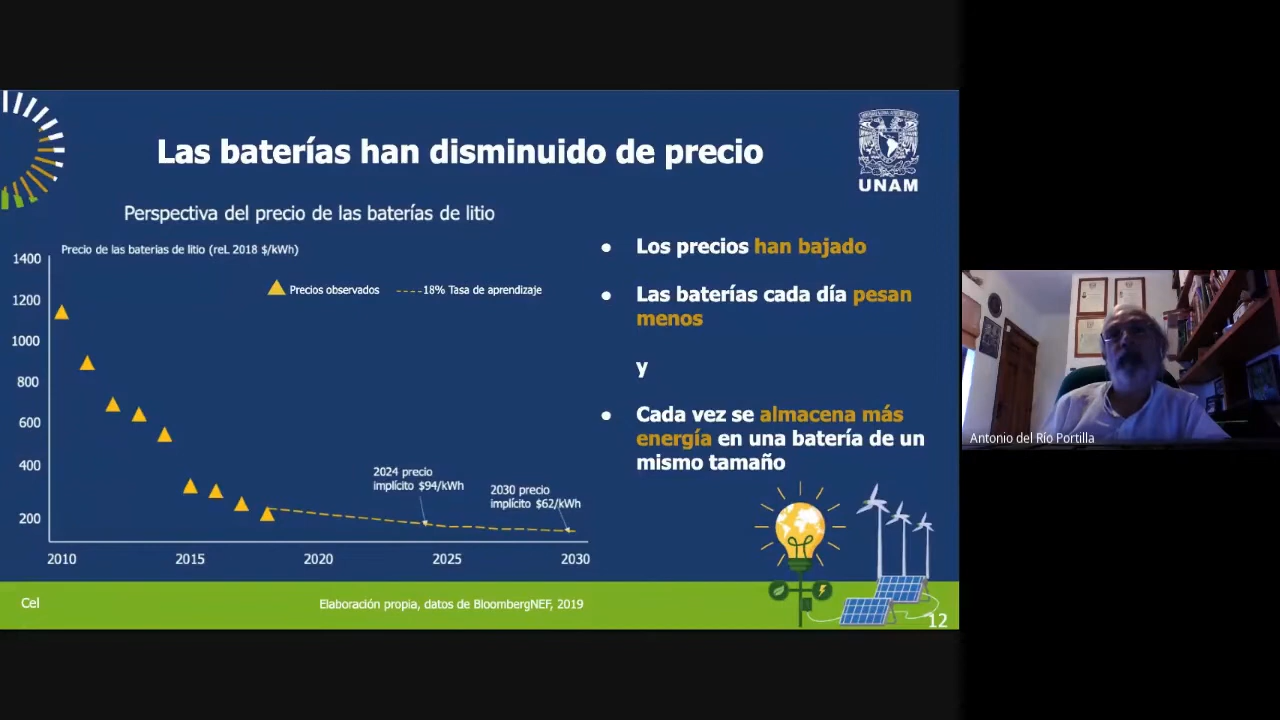 Las baterías han disminuido de precio
UNAM
Perspectiva del precio de las baterías de litio
Precio de las baterias de litio (reL 2018 $/kWh)
1400
1200
1000
800
600
400
200
Precios observados
----18% Tasa de aprendizaje
2024 precio
implícito $94/kWh
2030 precio
implícito $62/kWh
2010
2015
2020
2025
2030
● Los precios han bajado
● Las baterías cada día pesan
menos
y
● Cada vez se almacena más
energía en una batería de un
mismo tamaño
Cel
Elaboración propia, datos de BloombergNEF, 2019
12
Antonio del Río Portilla